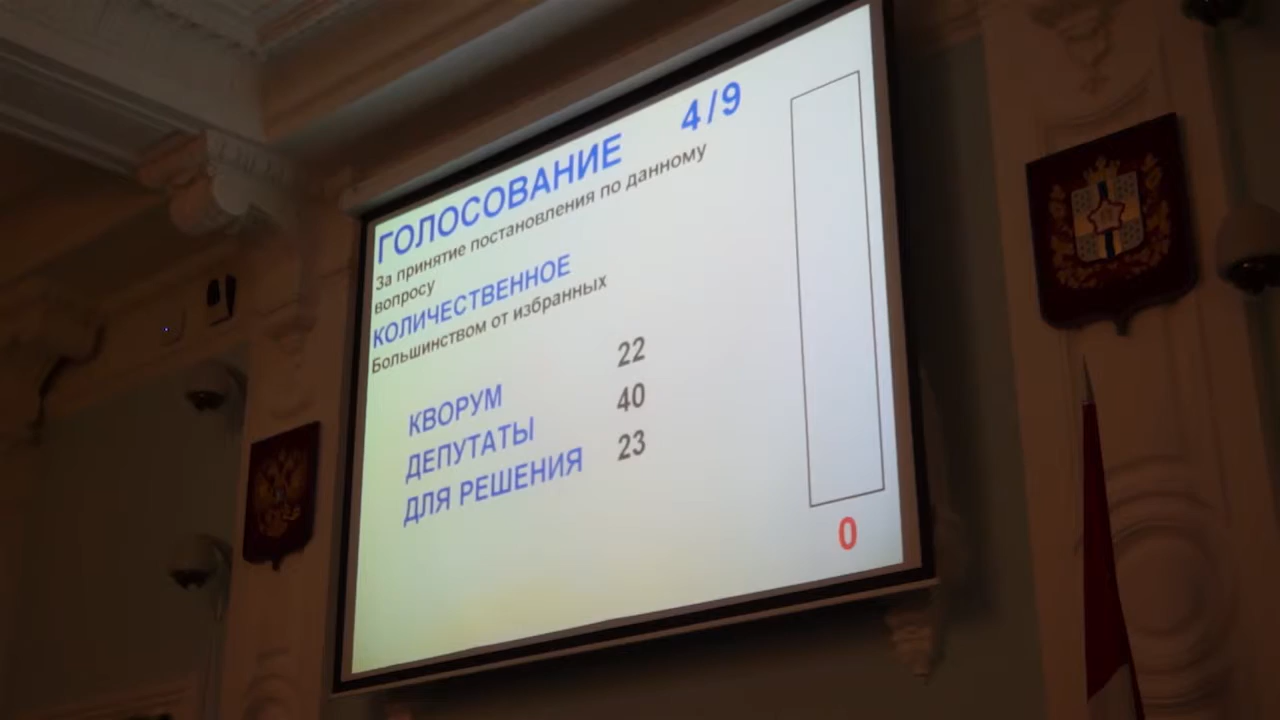 ГОЛОСОВАНИЕ 4/9
За принятие постановления по данному
вопросу
КОЛИЧЕСТВЕННОЕ
Большинством от избранных
КВОРУМ 22
ДЕПУТАТЫ 40
ДЛЯ РЕШЕНИЯ 23
0